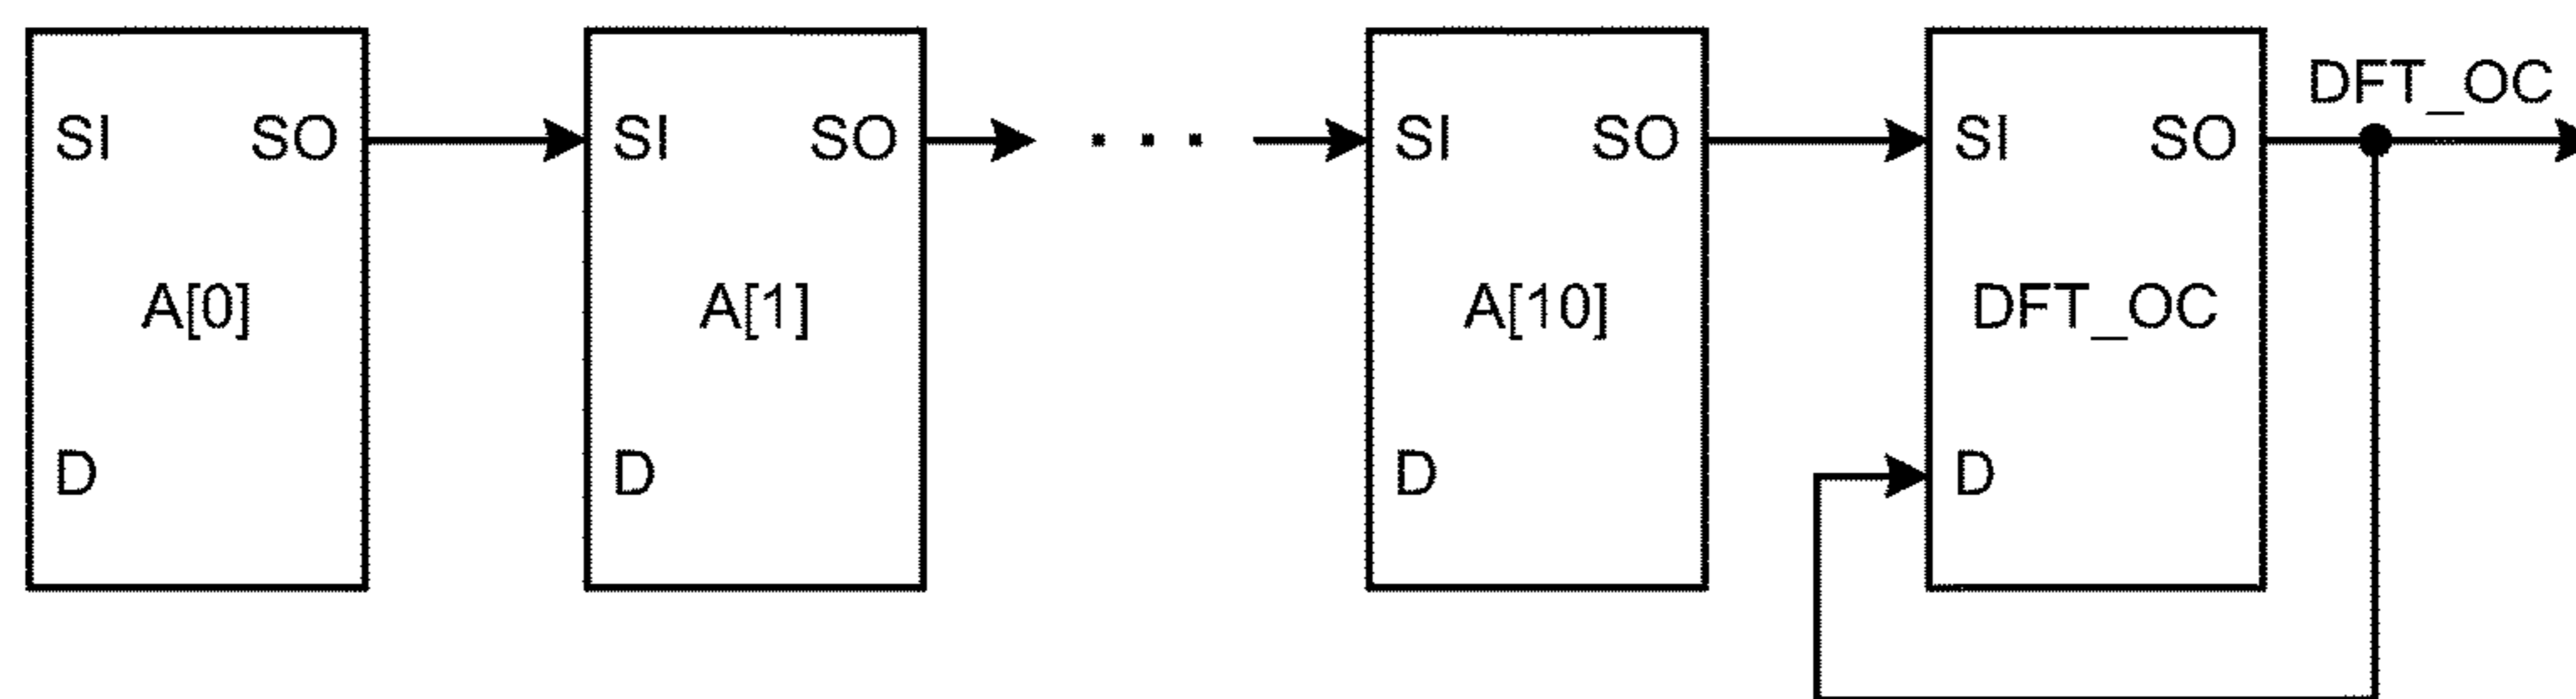 DFT_OC
SI SO SI SO . . . SI SO SI SO
A[0] A[1] A[10] DFT_OC
D D D D